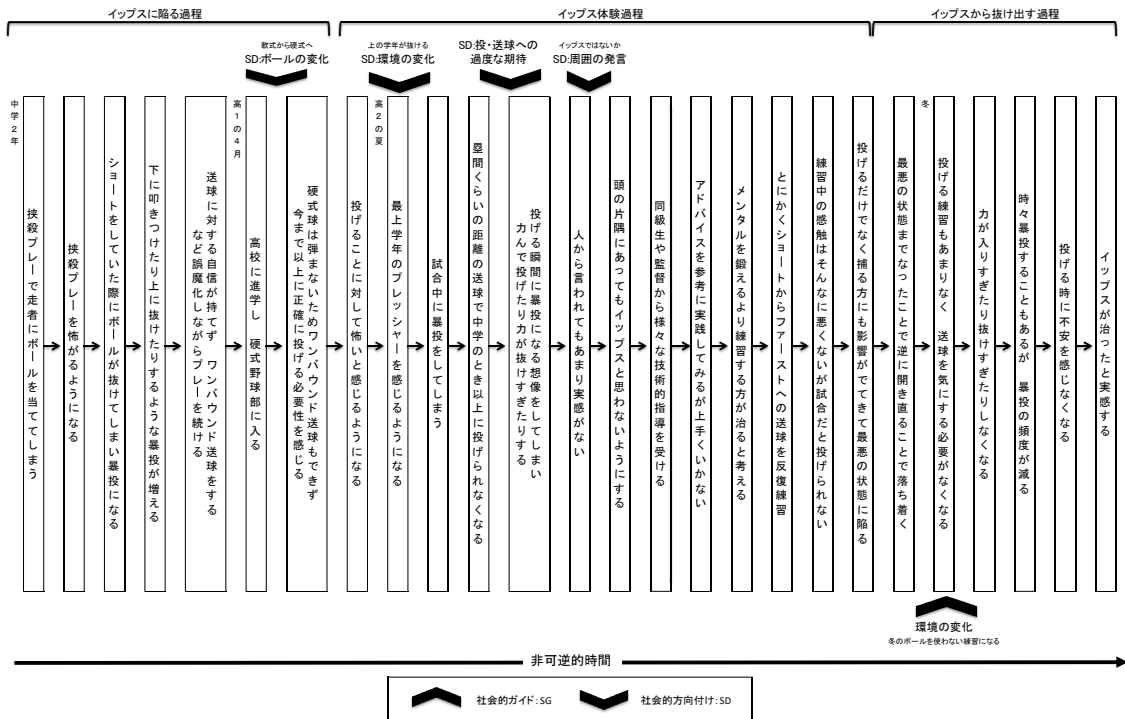 イップスに陥る過程
イップス体験過程
イップスから抜け出す過程
軟式から硬式へ
SD:ボールの変化
上の学年が抜ける
SD:環境の変化
SD:投・送球への
過度な期待
イップスではないか
SD:周囲の発言
中学2年
挟殺プレーで走者にボールを当ててしまう
挟殺プレーを怖がるようになる
ショートをしていた際にボールが抜けてしまい暴投になる
下に叩きつけたり上に抜けたりするような暴投が増える
送球に対する自信が持てず ワンバウンド送球をする
など誤魔化しながらプレーを続ける
高1の4月
高校に進学し 硬式野球部に入る
硬式球は弾まないためワンバウンド送球もできず
今まで以上に正確に投げる必要性を感じる
投げることに対して怖いと感じるようになる
高2の夏
最上学年のプレッシャーを感じるようになる
試合中に暴投をしてしまう
塁間くらいの距離の送球で中学のとき以上に投げられなくなる
投げる瞬間に暴投になる想像をしてしまい
力んで投げたり力が抜けすぎたりする
人から言われてもあまり実感がない
頭の片隅にあってもイップスと思わないようにする
同級生や監督から様々な技術的指導を受ける
アドバイスを参考に実践してみるが上手くいかない
メンタルを鍛えるより練習する方が治ると考える
とにかくショートからファーストへの送球を反復練習
練習中の感触はそんなに悪くないが試合だと投げられない
投げるだけでなく捕る方にも影響がでてきて最悪の状態に陥る
最悪の状態までなったことで逆に開き直ることで落ち着く
冬
投げる練習もあまりなく 送球を気にする必要がなくなる
力が入りすぎたり抜けすぎたりしなくなる
時々暴投することもあるが 暴投の頻度が減る
投げる時に不安を感じなくなる
イップスが治ったと実感する
環境の変化
冬のボールを使わない練習になる
非可逆的時間
社会的ガイド:SG
社会的方向付け:SD